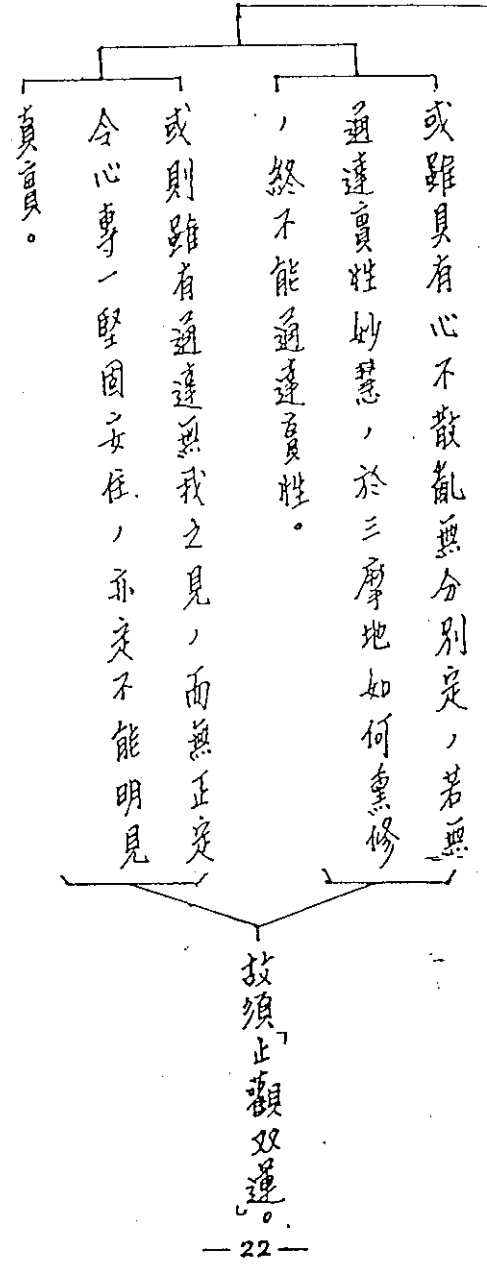 或雖具有心不散亂無分別定，若無
通達實性妙慧，於三摩地如何熏修
，終不能通達實性。
或則雖有通達無我之見，而無正定
令心專一堅固安住，亦定不能明見
真實。
故須「止觀双運」。
— 22 —